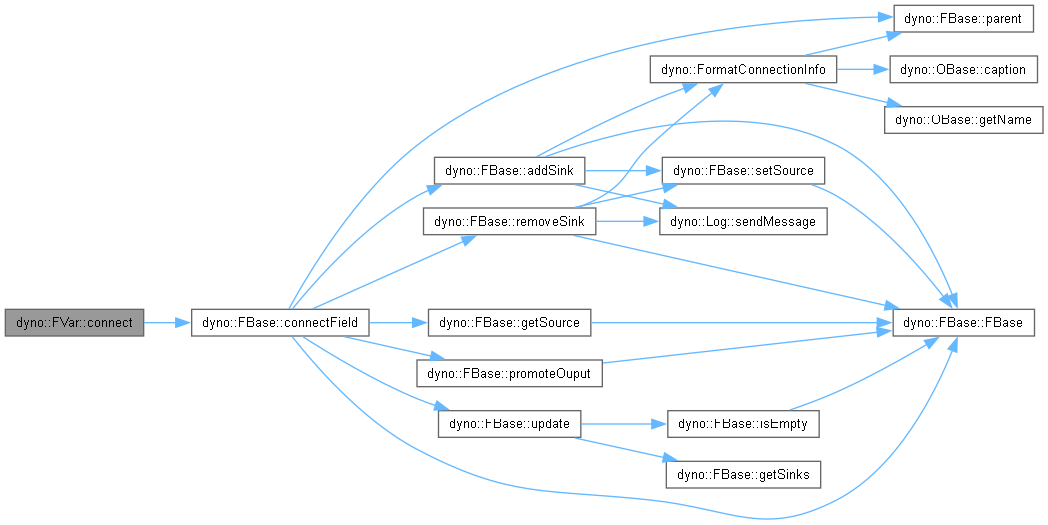 dyno::FBase::parent
dyno::FormatConnectionInfo
dyno::OBase::caption
dyno::OBase::getName
dyno::FBase::addSink
dyno::FBase::setSource
dyno::FBase::removeSink
dyno::Log::sendMessage
dyno::FVar::connect
dyno::FBase::connectField
dyno::FBase::getSource
dyno::FBase::FBase
dyno::FBase::promoteOuput
dyno::FBase::update
dyno::FBase::isEmpty
dyno::FBase::getSinks